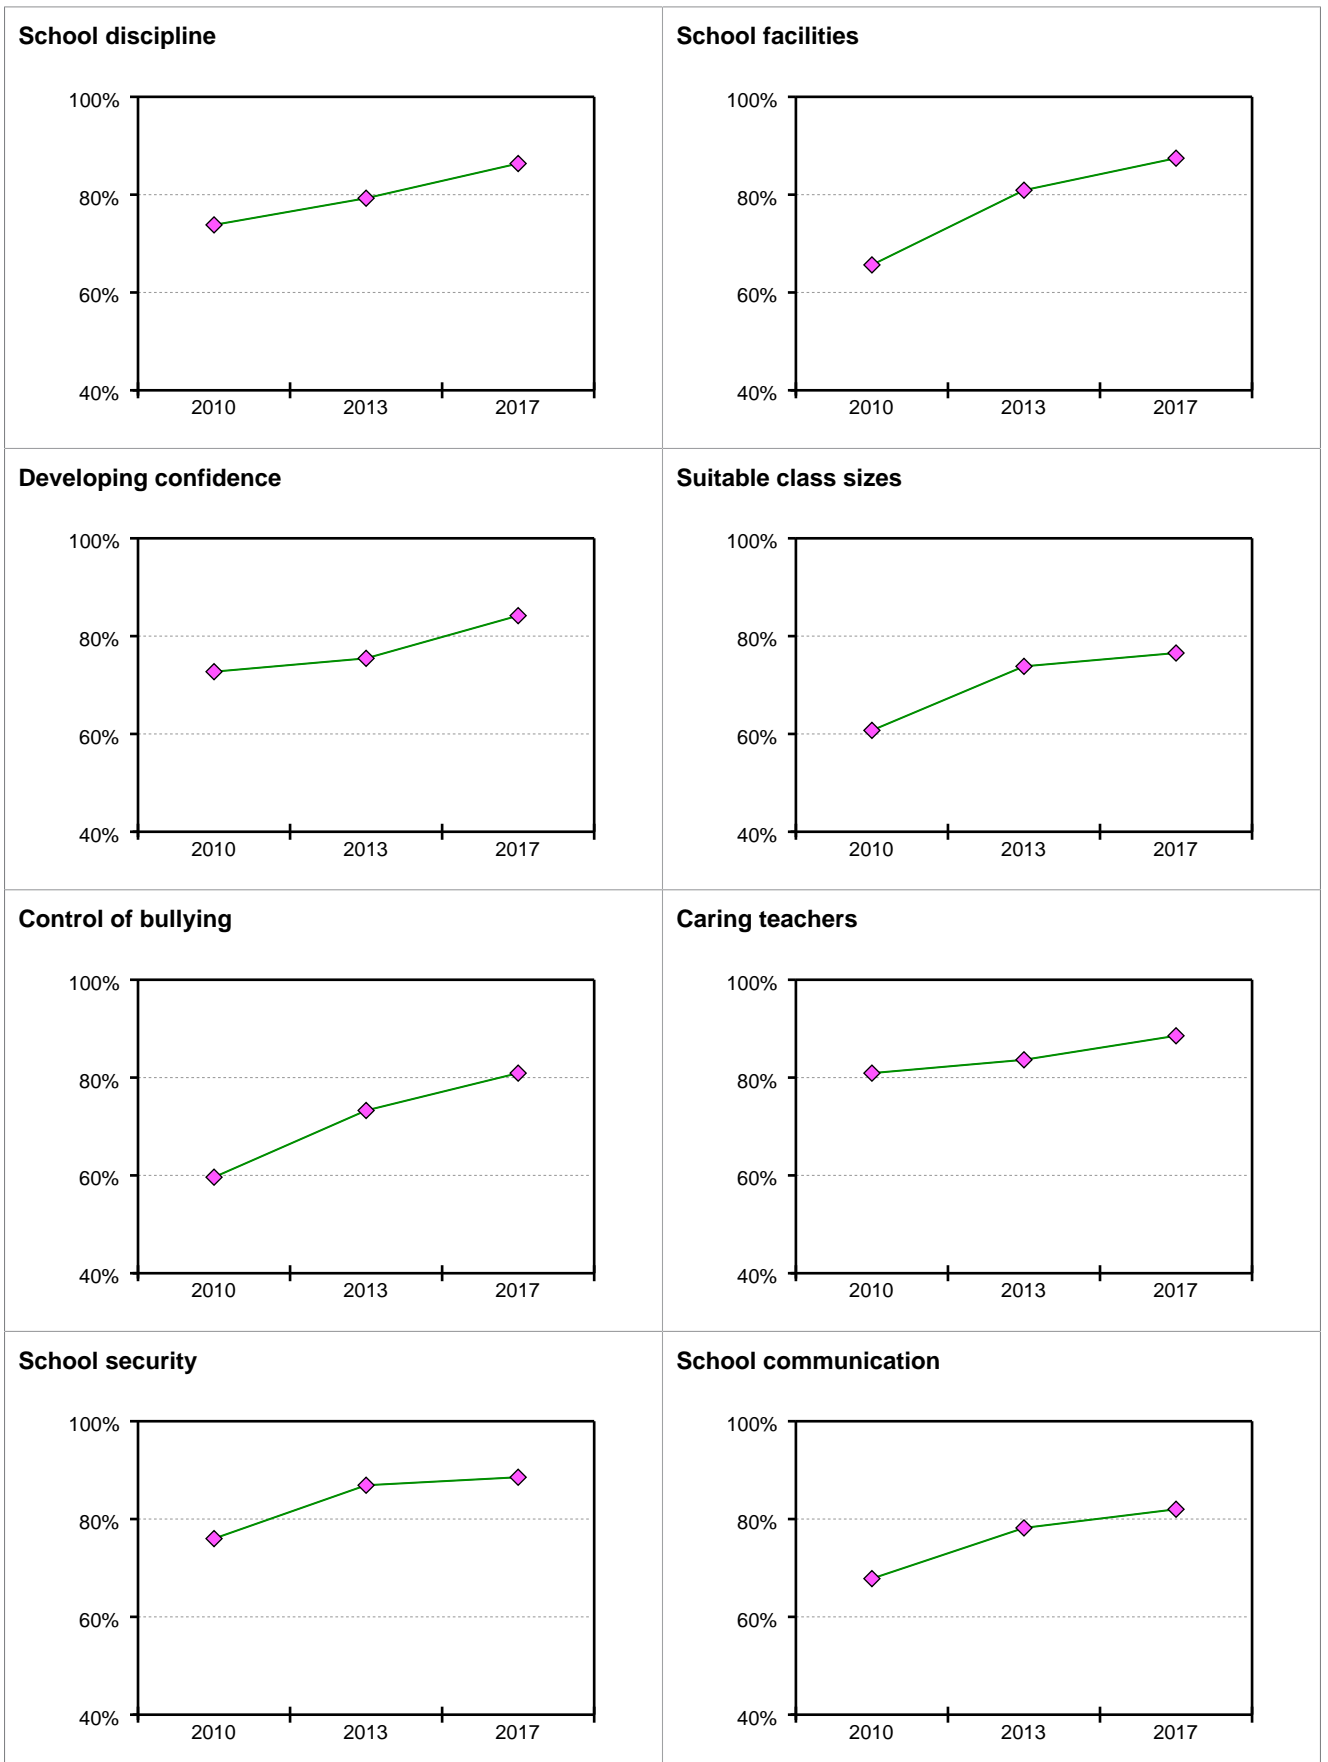 School discipline
100%
80%
60%
40%
2010 2013 2017
School facilities
100%
80%
60%
40%
2010 2013 2017
Developing confidence
100%
80%
60%
40%
2010 2013 2017
Suitable class sizes
100%
80%
60%
40%
2010 2013 2017
Control of bullying
100%
80%
60%
40%
2010 2013 2017
Caring teachers
100%
80%
60%
40%
2010 2013 2017
School security
100%
80%
60%
40%
2010 2013 2017
School communication
100%
80%
60%
40%
2010 2013 2017